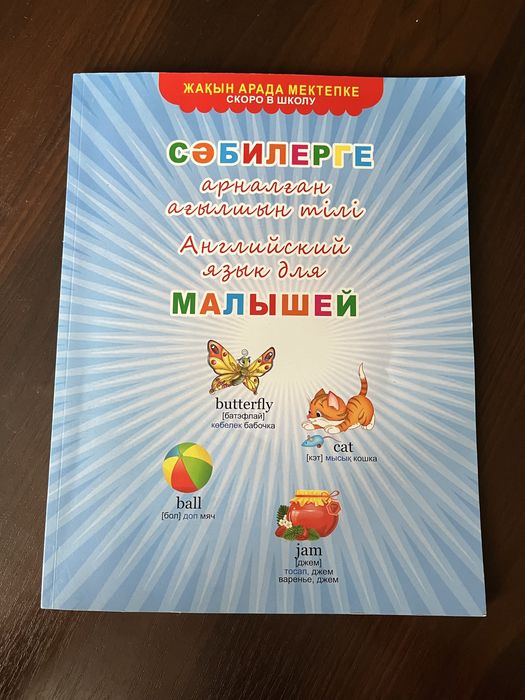 ЖАҚЫН АРАДА МЕКТЕПКЕ
СКОРО В ШКОЛУ
СӘБИЛЕРГЕ
арналған
ағылшын тілі
Английский
язык для
МАЛЫШЕЙ
butterfly
[батэфлай]
көбелек бабочка
cat
[кэт] мысық кошка
ball
[бол] доп мяч
jam
[джем]
тосап, джем
варенье, джем